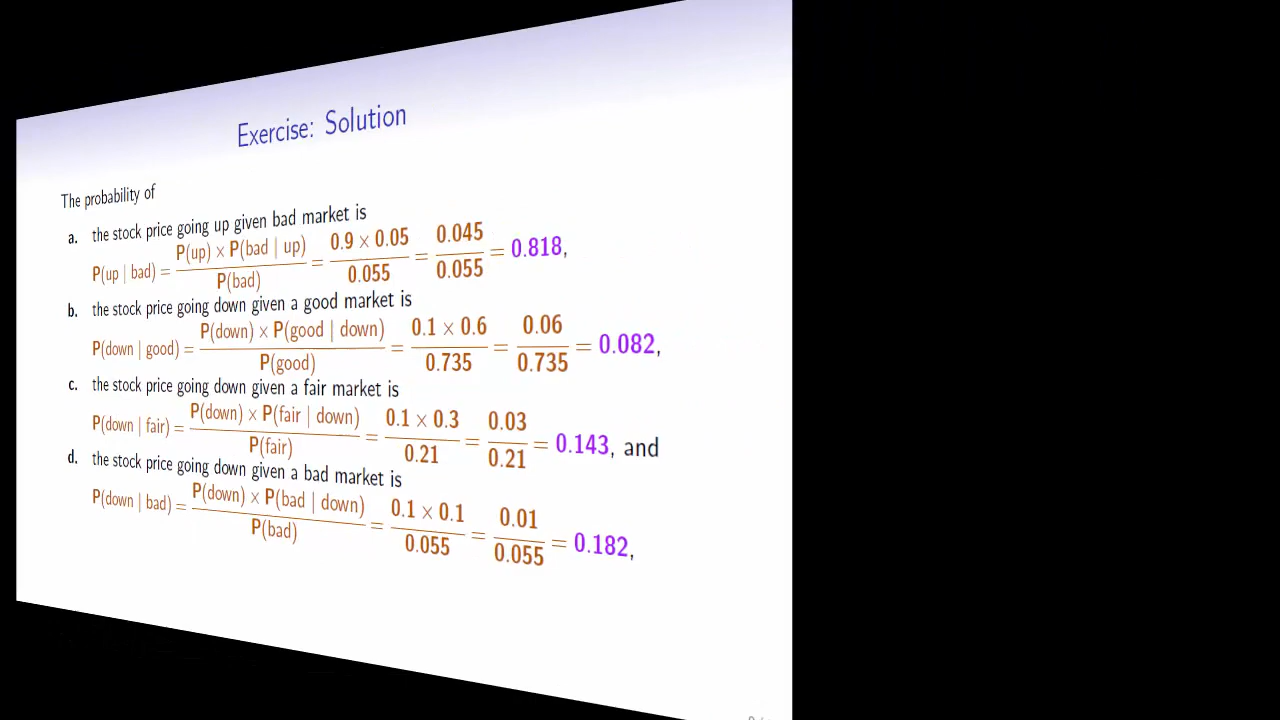 Exercise: Solution
The probability of
a. the stock price going up given bad market is
P(up | bad) = P(up) × P(bad | up) / P(bad) = 0.9 × 0.05 / 0.055 = 0.045 / 0.055 = 0.818,
b. the stock price going down given a good market is
P(down | good) = P(down) × P(good | down) / P(good) = 0.1 × 0.6 / 0.735 = 0.06 / 0.735 = 0.082,
c. the stock price going down given a fair market is
P(down | fair) = P(down) × P(fair | down) / P(fair) = 0.1 × 0.3 / 0.21 = 0.03 / 0.21 = 0.143, and
d. the stock price going down given a bad market is
P(down | bad) = P(down) × P(bad | down) / P(bad) = 0.1 × 0.1 / 0.055 = 0.01 / 0.055 = 0.182,